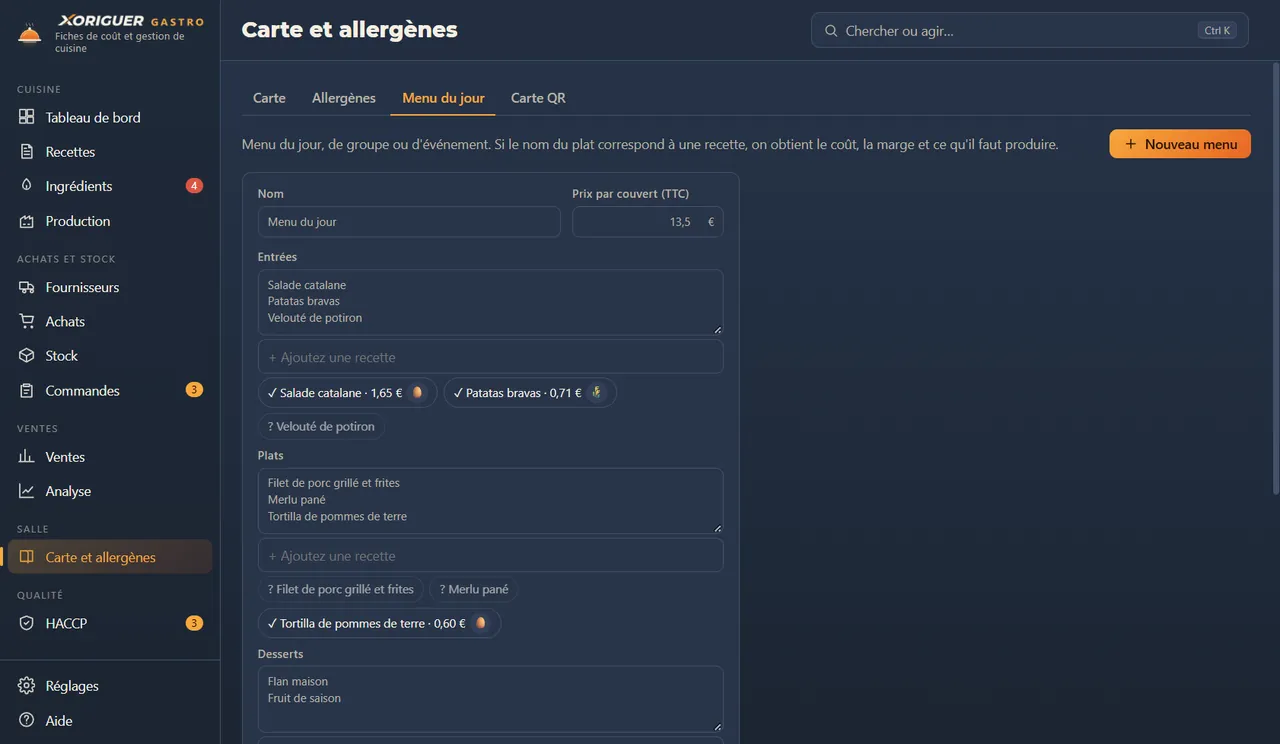 XORIGUER GASTRO
Fiches de coût et gestion de
cuisine
CUISINE
Tableau de bord
Recettes
Ingrédients 4
Production
ACHATS ET STOCK
Fournisseurs
Achats
Stock
Commandes 3
VENTES
Ventes
Analyse
SALLE
Carte et allergènes
QUALITÉ
HACCP 3
Réglages
Aide
Carte et allergènes
Chercher ou agir... Ctrl K
Carte Allergènes Menu du jour Carte QR
Menu du jour, de groupe ou d'événement. Si le nom du plat correspond à une recette, on obtient le coût, la marge et ce qu'il faut produire.
+ Nouveau menu
Nom Prix par couvert (TTC)
Menu du jour 13,5 €
Entrées
Salade catalane
Patatas bravas
Velouté de potiron
+ Ajoutez une recette
✓ Salade catalane · 1,65 € ✓ Patatas bravas · 0,71 €
? Velouté de potiron
Plats
Filet de porc grillé et frites
Merlu pané
Tortilla de pommes de terre
+ Ajoutez une recette
? Filet de porc grillé et frites ? Merlu pané
✓ Tortilla de pommes de terre · 0,60 €
Desserts
Flan maison
Fruit de saison